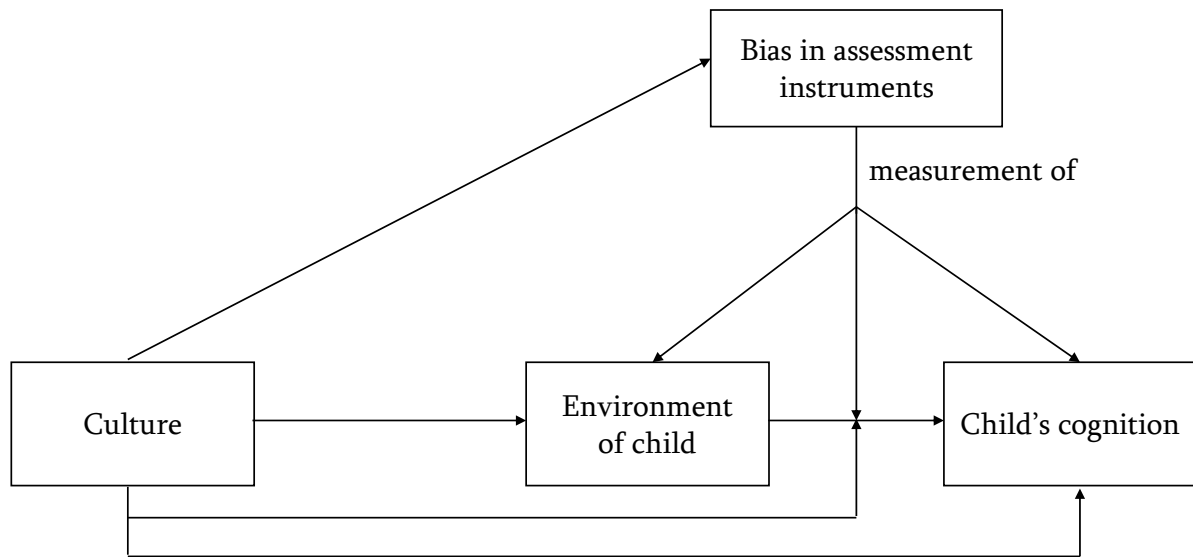 Bias in assessment
instruments
measurement of
Culture
Environment
of child
Child’s cognition